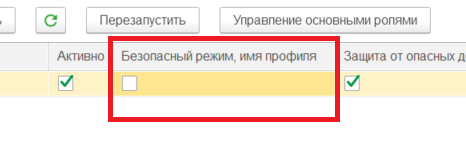 Перезапустить Управление основными ролями
Активно Безопасный режим, имя профиля Защита от опасных д